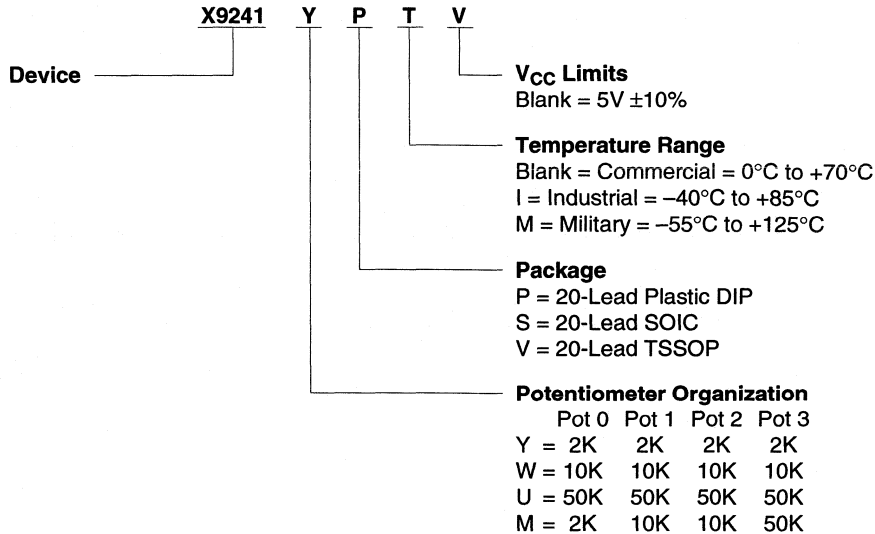 X9241 Y P T V
Device
VCC Limits
Blank = 5V ±10%
Temperature Range
Blank = Commercial = 0°C to +70°C
I = Industrial = –40°C to +85°C
M = Military = –55°C to +125°C
Package
P = 20-Lead Plastic DIP
S = 20-Lead SOIC
V = 20-Lead TSSOP
Potentiometer Organization
Pot 0 Pot 1 Pot 2 Pot 3
Y = 2K 2K 2K 2K
W = 10K 10K 10K 10K
U = 50K 50K 50K 50K
M = 2K 10K 10K 50K